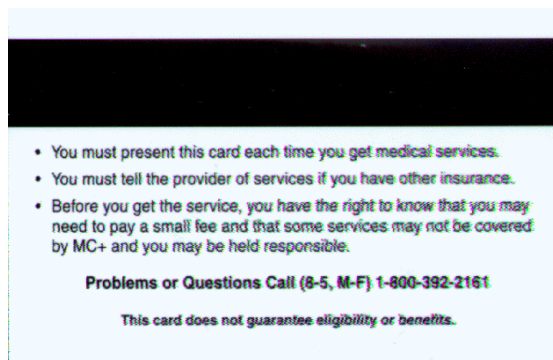 • You must present this card each time you get medical services.
• You must tell the provider of services if you have other insurance.
• Before you get the service, you have the right to know that you may
need to pay a small fee and that some services may not be covered
by MC+ and you may be held responsible.
Problems or Questions Call (8-5, M-F) 1-800-392-2161
This card does not guarantee eligibility or benefits.